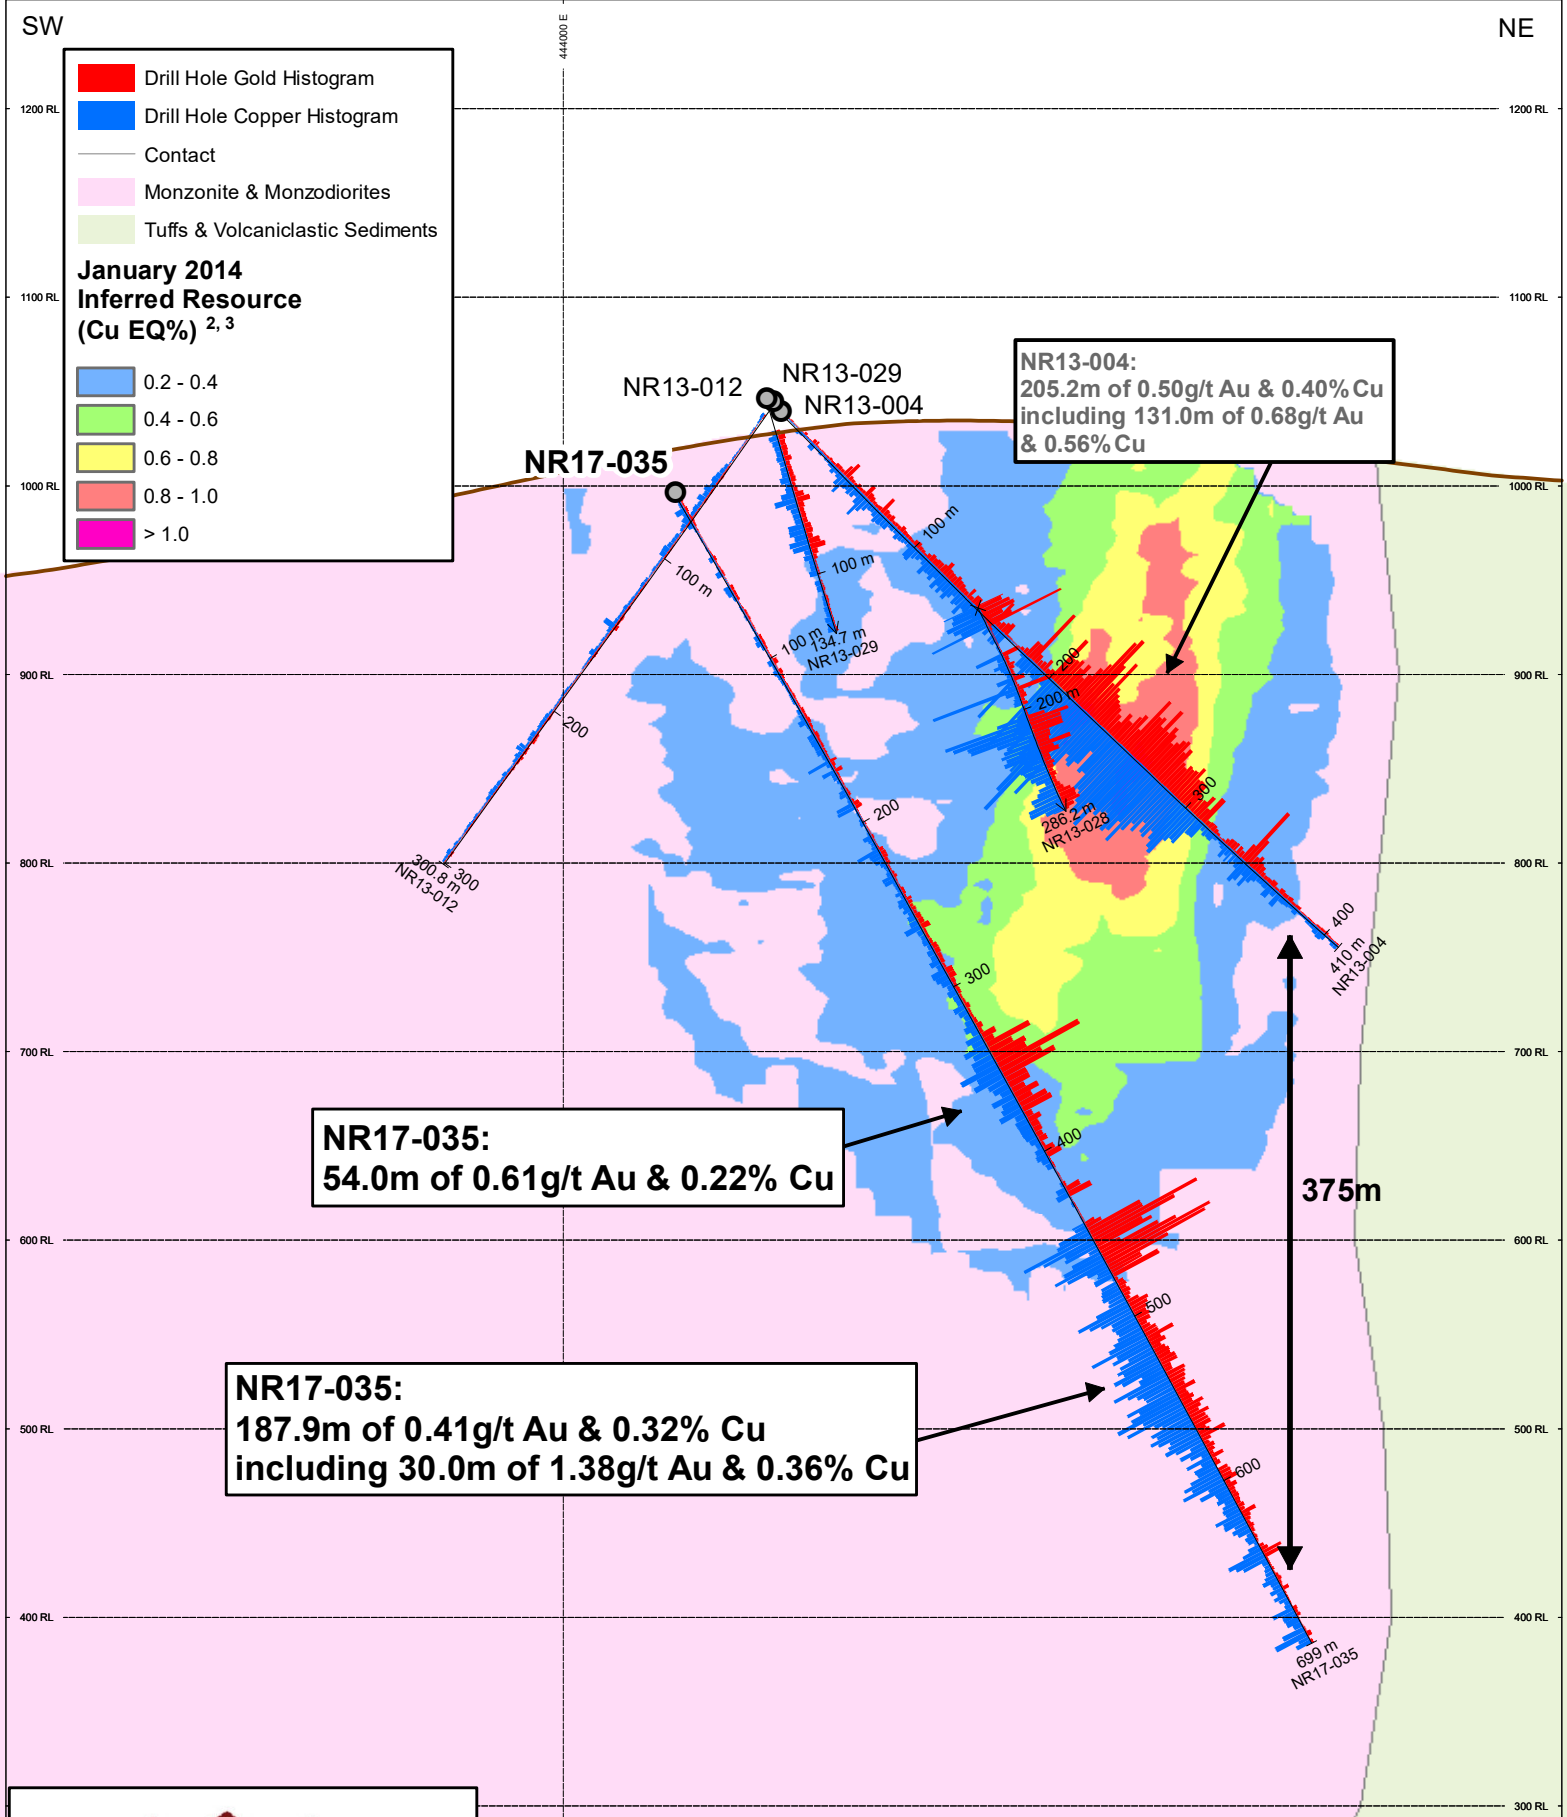 SW
444000 E
NE
Drill Hole Gold Histogram
Drill Hole Copper Histogram
Contact
Monzonite & Monzodiorites
Tuffs & Volcaniclastic Sediments
January 2014
Inferred Resource
(Cu EQ%) 2, 3
0.2 - 0.4
0.4 - 0.6
0.6 - 0.8
0.8 - 1.0
> 1.0
1200 RL
1200 RL
1100 RL
1100 RL
NR13-004:
205.2m of 0.50g/t Au & 0.40%Cu
including 131.0m of 0.68g/t Au
& 0.56%Cu
NR13-029
NR13-012
NR13-004
NR17-035
1000 RL
1000 RL
100 m
100 m
100 m
100 m
134.7 m
NR13-029
200
900 RL
900 RL
200 m
200
300
200
286.2 m
NR13-028
800 RL
800 RL
300
300.8 m
NR13-012
400
410 m
NR13-004
300
700 RL
700 RL
NR17-035:
54.0m of 0.61g/t Au & 0.22% Cu
400
375m
600 RL
600 RL
500
NR17-035:
187.9m of 0.41g/t Au & 0.32% Cu
including 30.0m of 1.38g/t Au & 0.36% Cu
500 RL
500 RL
600
400 RL
400 RL
699 m
NR17-035
300 RL